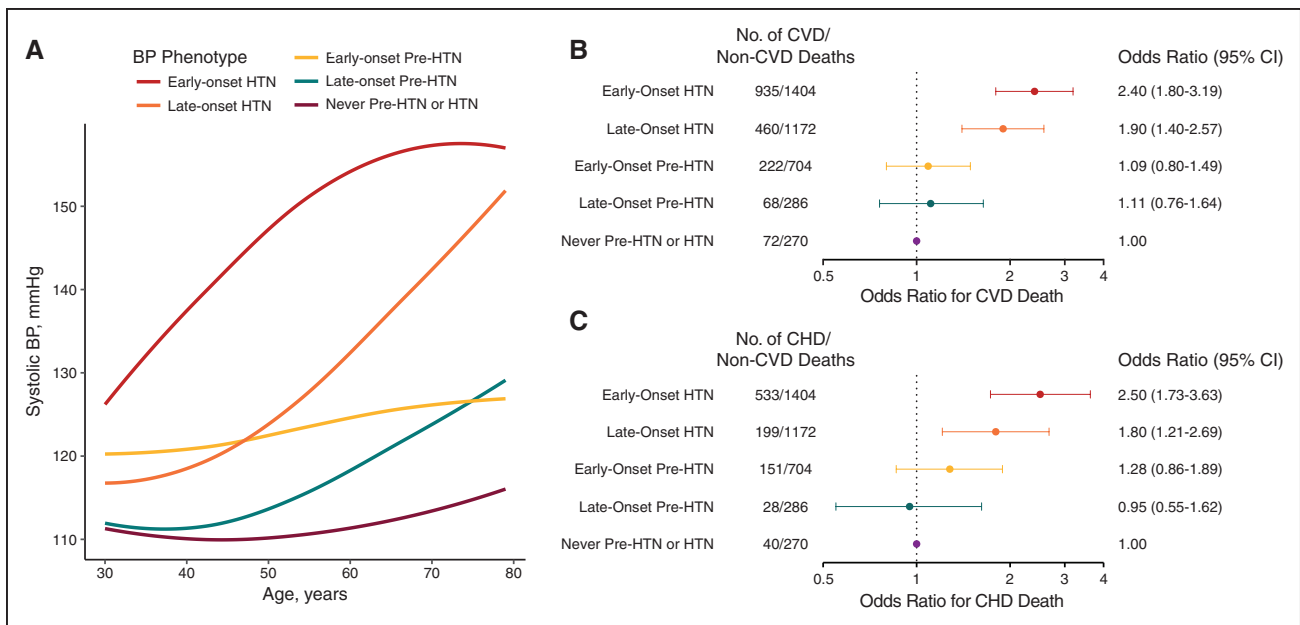 A
BP Phenotype
Early-onset HTN
Late-onset HTN
Early-onset Pre-HTN
Late-onset Pre-HTN
Never Pre-HTN or HTN
Systolic BP, mmHg
150
140
130
120
110
30 40 50 60 70 80
Age, years
B
No. of CVD/
Non-CVD Deaths Odds Ratio (95% CI)
Early-Onset HTN 935/1404 2.40 (1.80-3.19)
Late-Onset HTN 460/1172 1.90 (1.40-2.57)
Early-Onset Pre-HTN 222/704 1.09 (0.80-1.49)
Late-Onset Pre-HTN 68/286 1.11 (0.76-1.64)
Never Pre-HTN or HTN 72/270 1.00
0.5 1 2 3 4
Odds Ratio for CVD Death
C
No. of CHD/
Non-CVD Deaths Odds Ratio (95% CI)
Early-Onset HTN 533/1404 2.50 (1.73-3.63)
Late-Onset HTN 199/1172 1.80 (1.21-2.69)
Early-Onset Pre-HTN 151/704 1.28 (0.86-1.89)
Late-Onset Pre-HTN 28/286 0.95 (0.55-1.62)
Never Pre-HTN or HTN 40/270 1.00
0.5 1 2 3 4
Odds Ratio for CHD Death